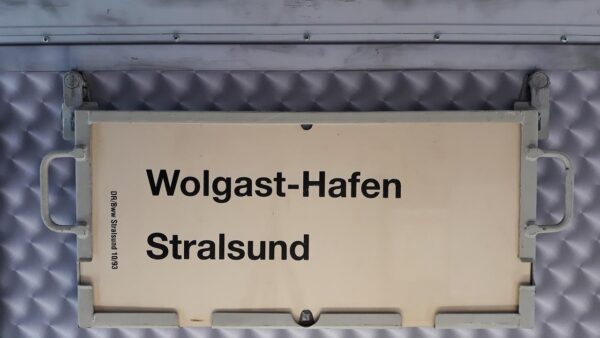 Wolgast-Hafen
Stralsund
DR/Bww Stralsund 10/93